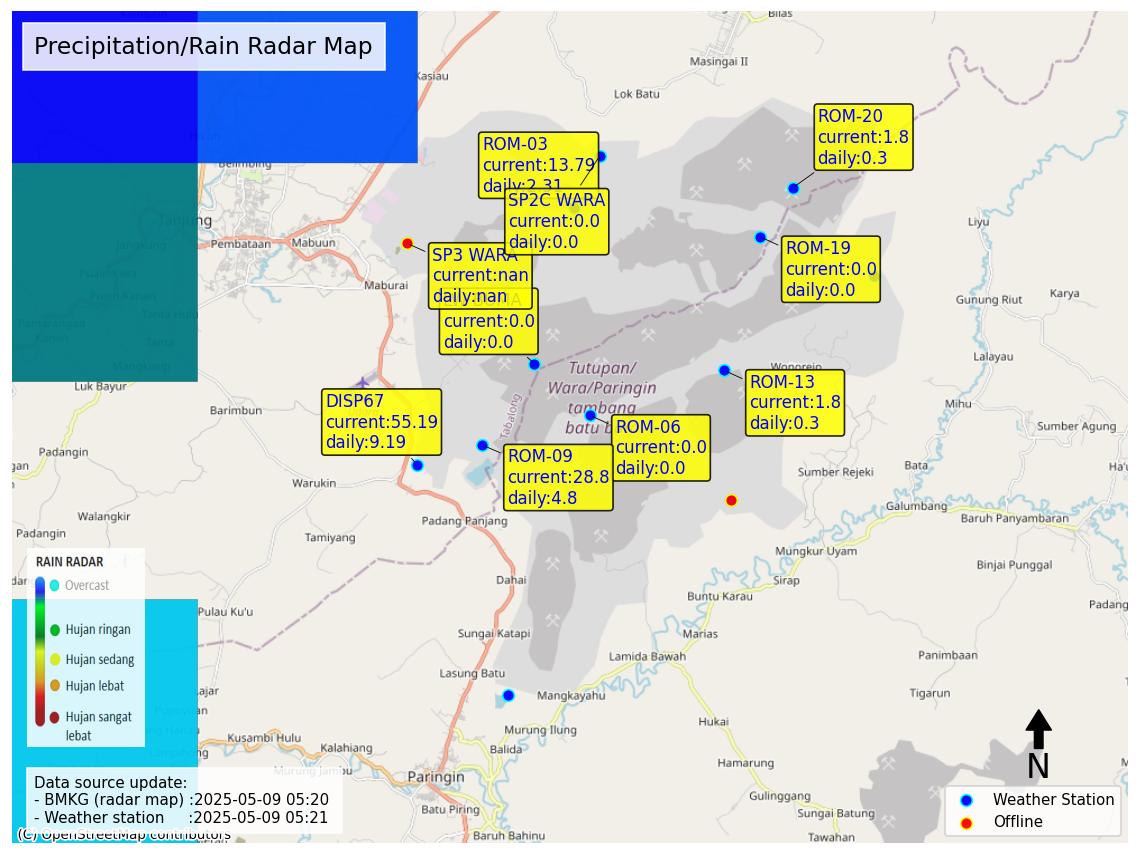 Precipitation/Rain Radar Map
Bilas
Masingai II
Kasiau
Lok Batu
Belimbing
Tanjung
Jangkung
Pembataan
Mabuun
Maburai
Liyu
Gunung Riut
Karya
Lalayau
Wonorejo
Mihu
Sumber Agung
Bata
Sumber Rejeki
Galumbang
Baruh Panyambaran
Mungkur Uyam
Binjai Punggal
Sirap
Padang
Buntu Karau
Marias
Panimbaan
Lamida Bawah
Tigarun
Hukai
Hamarung
Gulinggang
Sungai Batung
Tawahan
ROM-20
current:1.8
daily:0.3
ROM-03
current:13.79
daily:2.31
SP2C WARA
current:0.0
daily:0.0
ROM-19
current:0.0
daily:0.0
SP3 WARA
current:nan
daily:nan
current:0.0
daily:0.0
Tutupan/
Wara/Paringin
tambang
batu
Tabalong
ROM-13
current:1.8
daily:0.3
DISP67
current:55.19
daily:9.19
ROM-06
current:0.0
daily:0.0
ROM-09
current:28.8
daily:4.8
Luk Bayur
Barimbun
Padangin
Warukin
Walangkir
Padangin
Tamiyang
Padang Panjang
Dahai
Pulau Ku'u
Sungai Katapi
Lasung Batu
Mangkayahu
Murung Ilung
Balida
Kusambi Hulu
Kalahiang
Murung Jambu
Paringin
Batu Piring
Baruh Bahinu
RAIN RADAR
Overcast
Hujan ringan
Hujan sedang
Hujan lebat
Hujan sangat
lebat
Data source update:
- BMKG (radar map) :2025-05-09 05:20
- Weather station :2025-05-09 05:21
(C) OpenStreetMap contributors
N
Weather Station
Offline